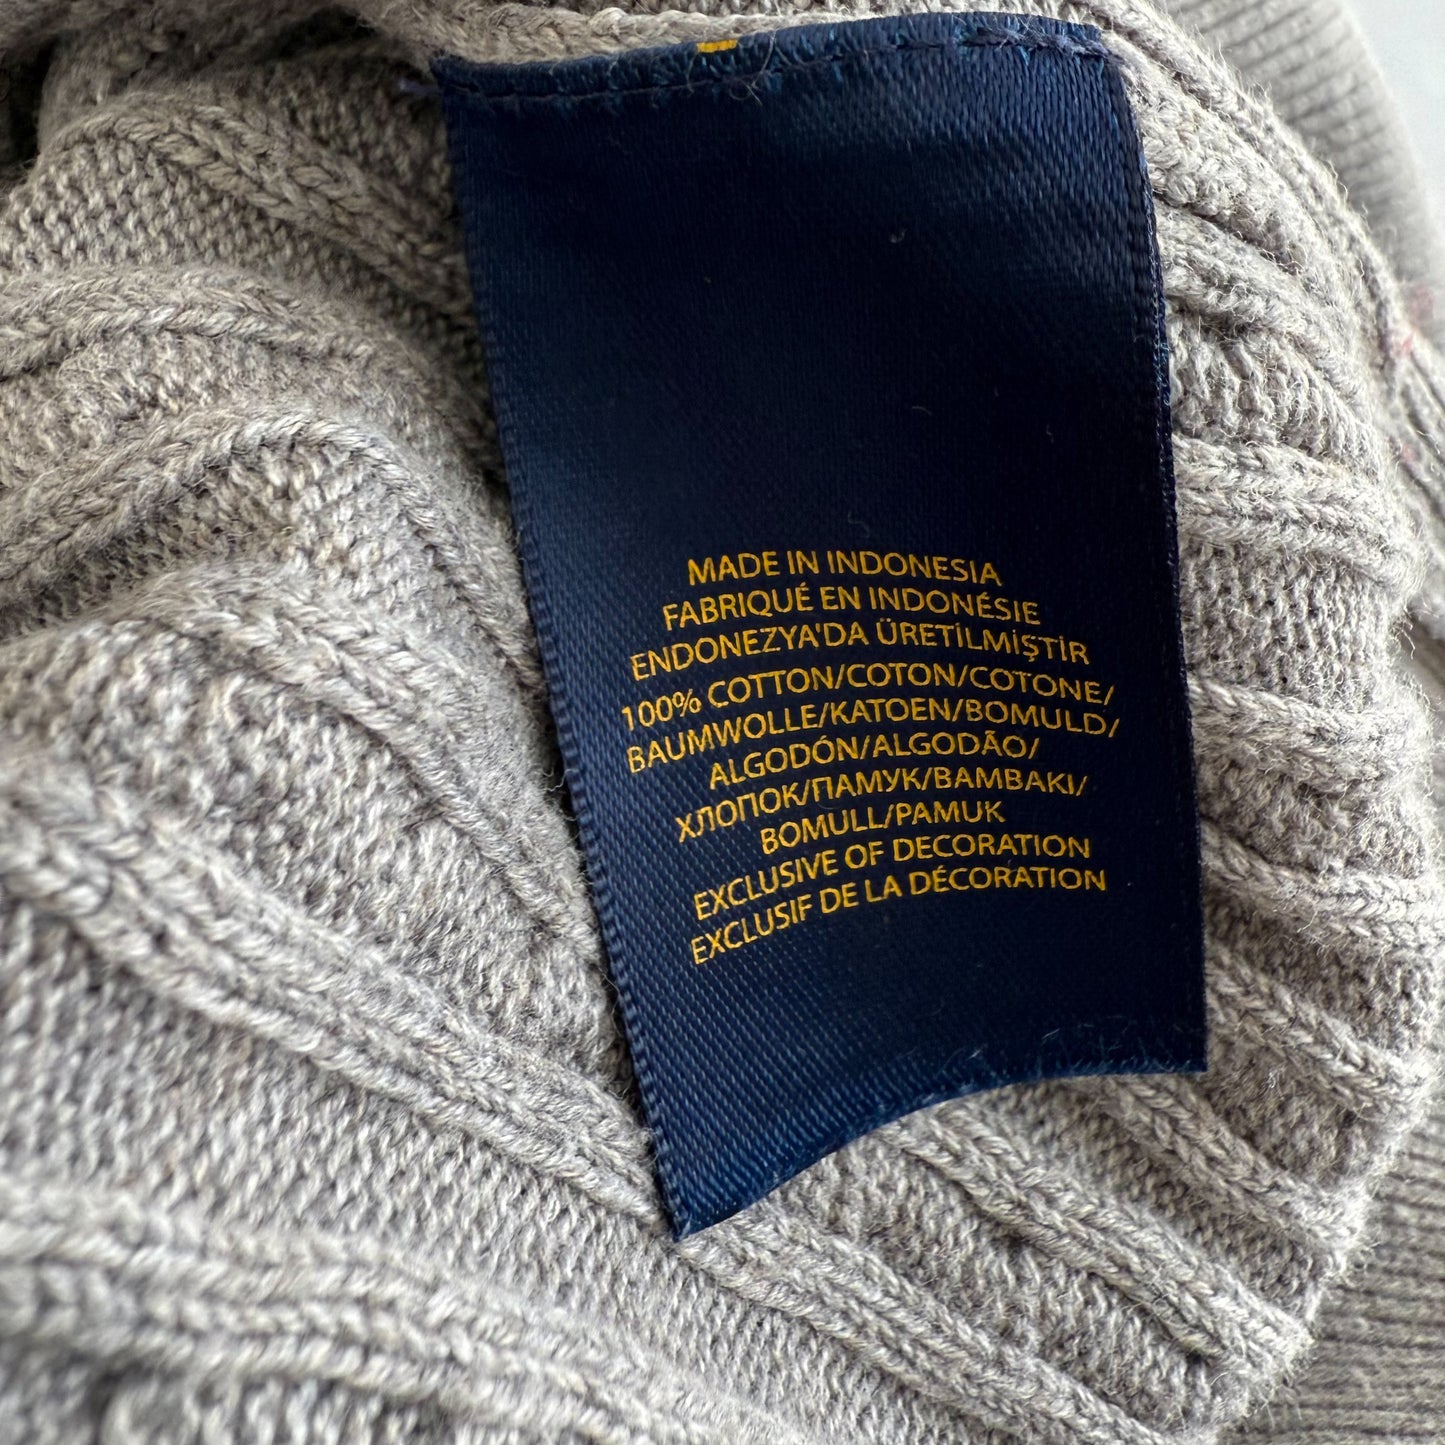 MADE IN INDONESIA
FABRIQUÉ EN INDONÉSIE
ENDONEZYA'DA ÜRETİLMİŞTİR
100% COTTON/COTON/COTONE/
BAUMWOLLE/KATOEN/BOMULD/
ALGODÓN/ALGODÃO/
ХЛОПОК/ПАМУК/ΒΑΜΒΑΚΙ/
BOMULL/PAMUK
EXCLUSIVE OF DECORATION
EXCLUSIF DE LA DÉCORATION